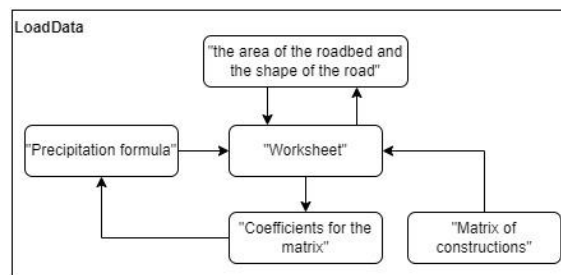 LoadData
"the area of the roadbed and
the shape of the road"
"Precipitation formula"
"Worksheet"
"Coefficients for the
matrix"
"Matrix of
constructions"